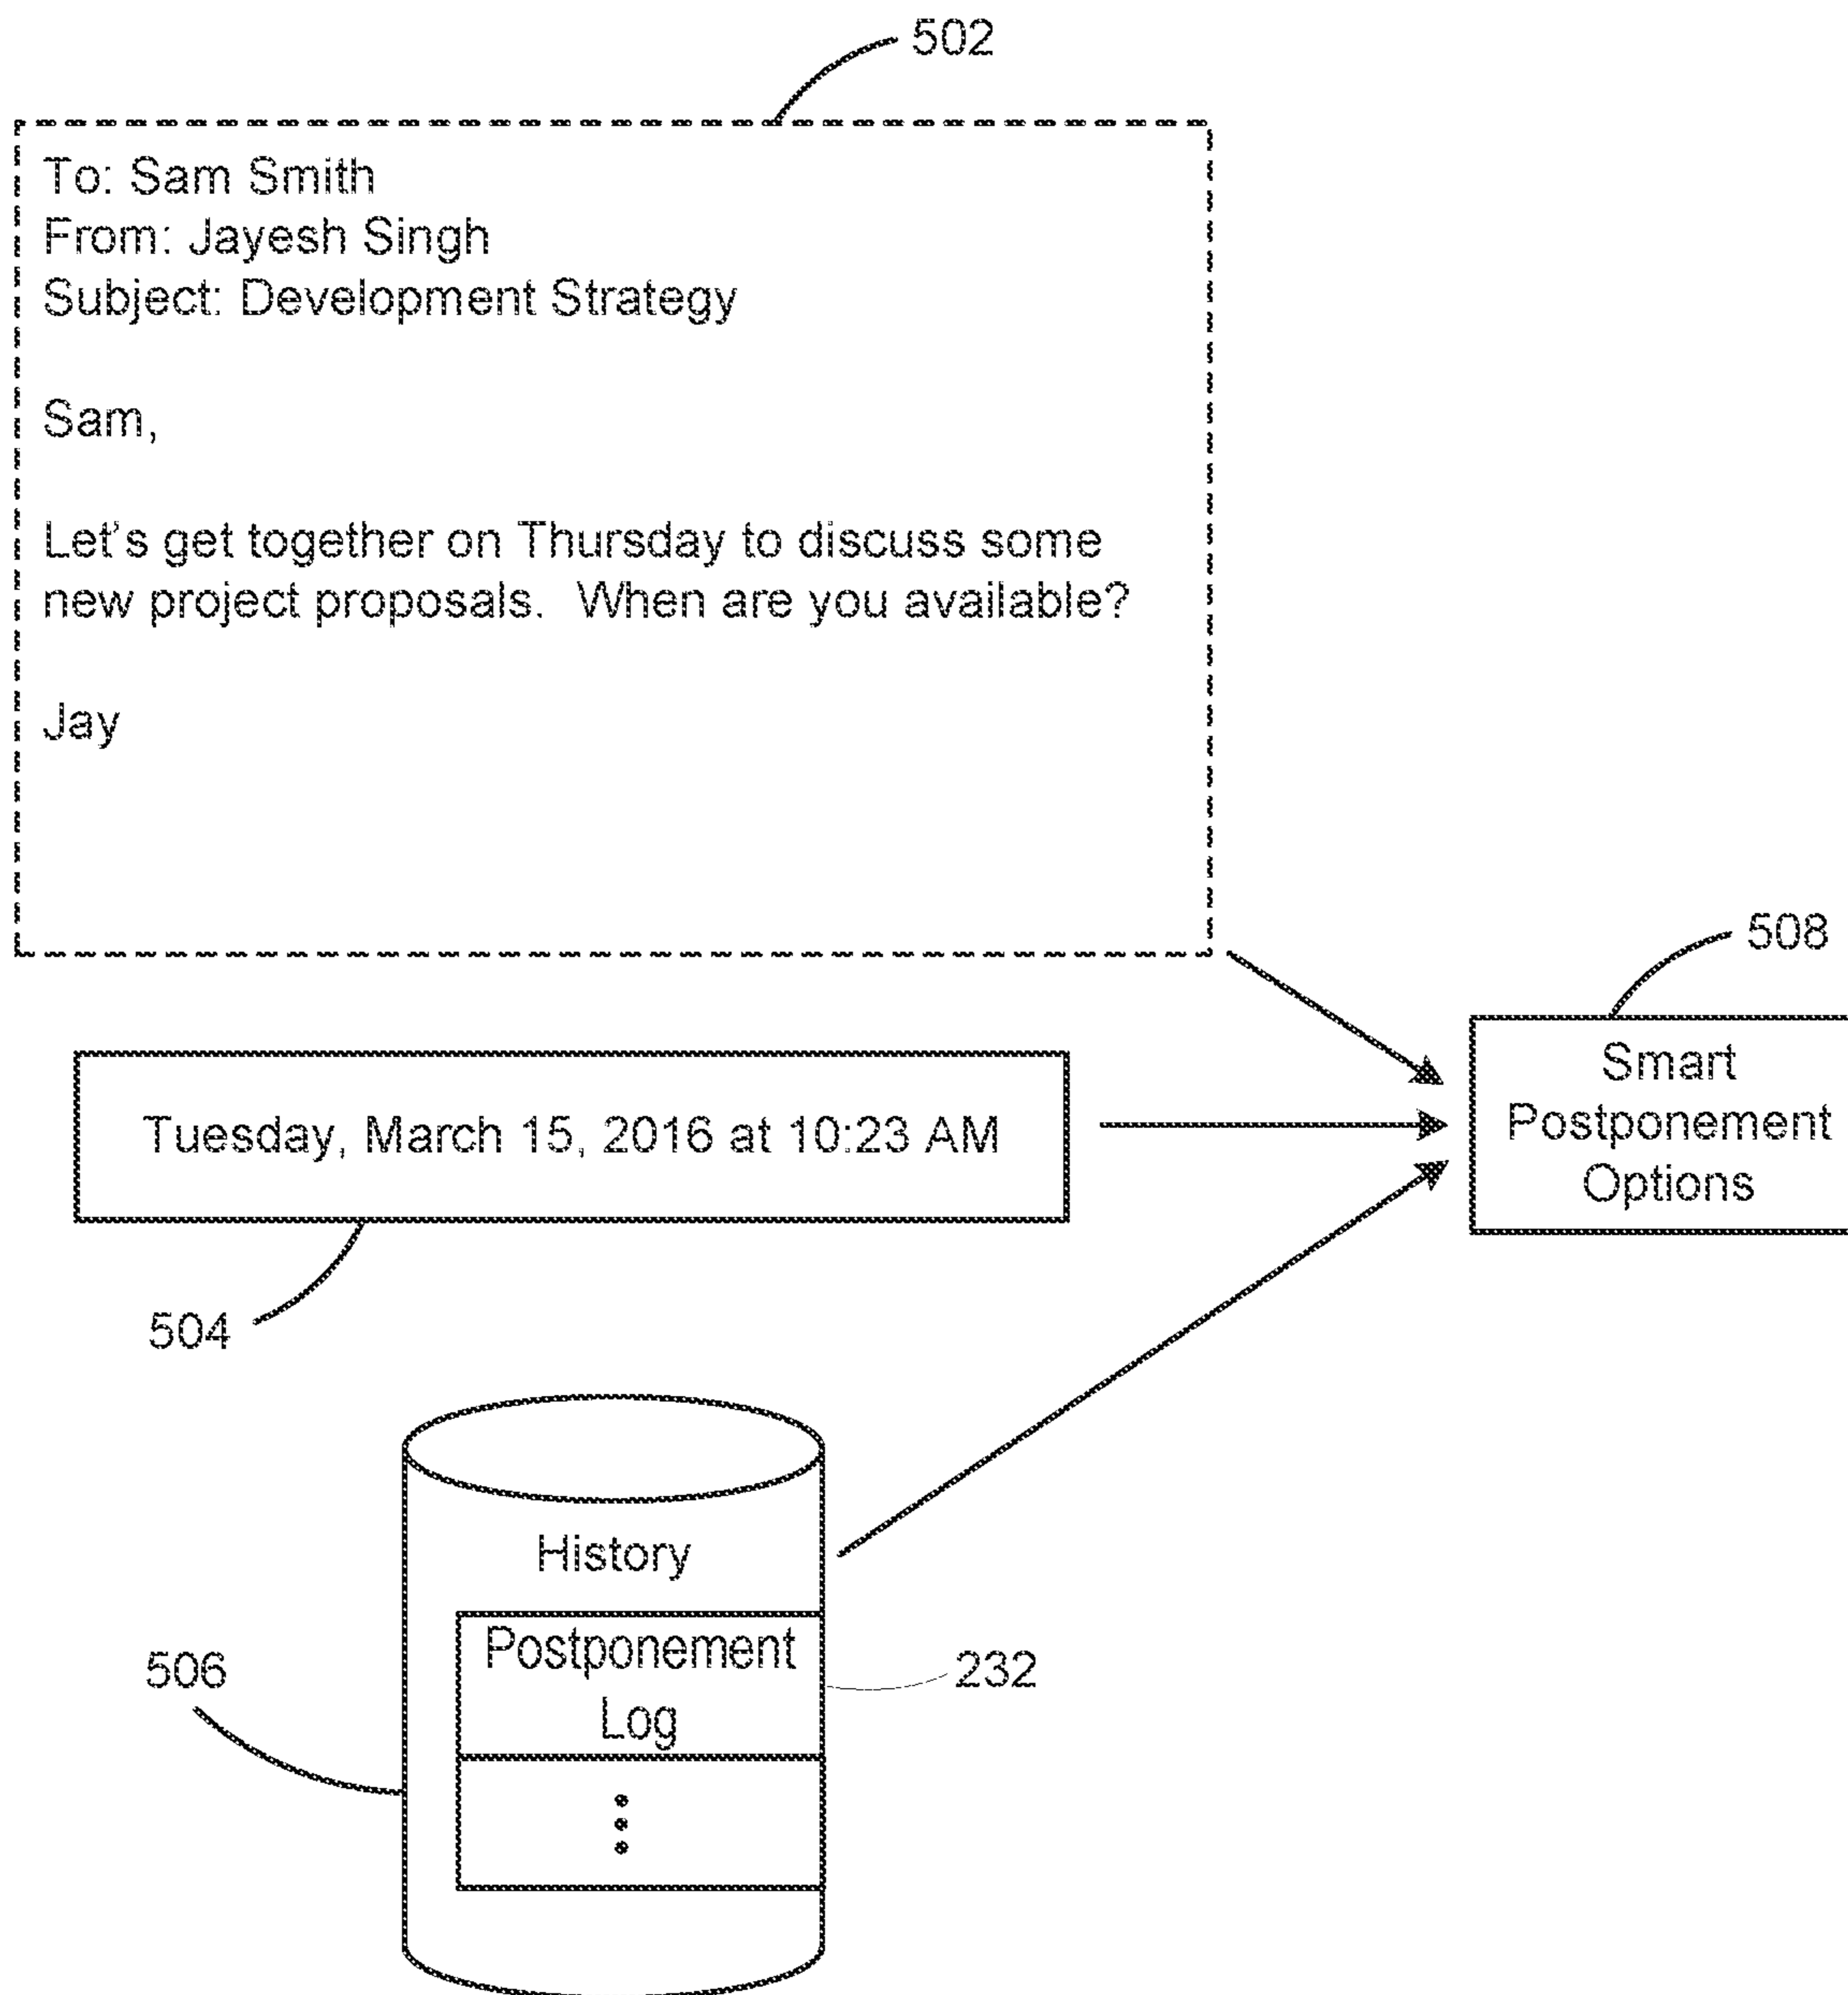 502
To: Sam Smith
From: Jayesh Singh
Subject: Development Strategy
Sam,
Let's get together on Thursday to discuss some
new project proposals.  When are you available?
Jay
508
Smart
Postponement
Options
Tuesday, March 15, 2016 at 10:23 AM
504
History
Postponement
Log
506
232